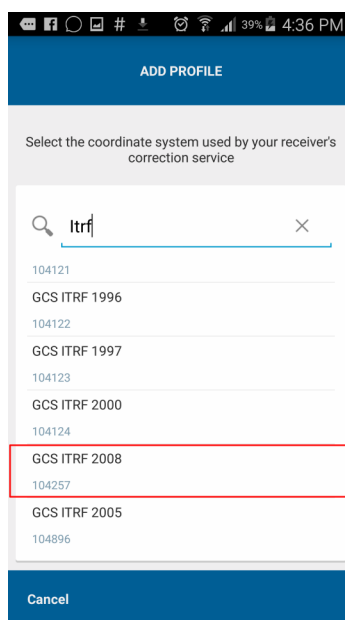 39% 4:36 PM
ADD PROFILE
Select the coordinate system used by your receiver's
correction service
Itrf
104121
GCS ITRF 1996
104122
GCS ITRF 1997
104123
GCS ITRF 2000
104124
GCS ITRF 2008
104257
GCS ITRF 2005
104896
Cancel